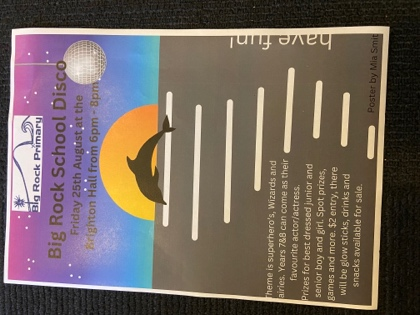 Big Rock Primary
Big Rock School Disco
Friday 25th August at the
Brighton Hall from 6pm - 8pm
Theme is superhero's, Wizards and
airies. Years 7&8 can come as their
favourite actor/actress.
Prizes for best dressed junior and
senior boy and girl. Spot prizes,
games and more. $2 entry, there
will be glow sticks, drinks and
snacks available for sale.
Poster by Mia Smit
have fun!